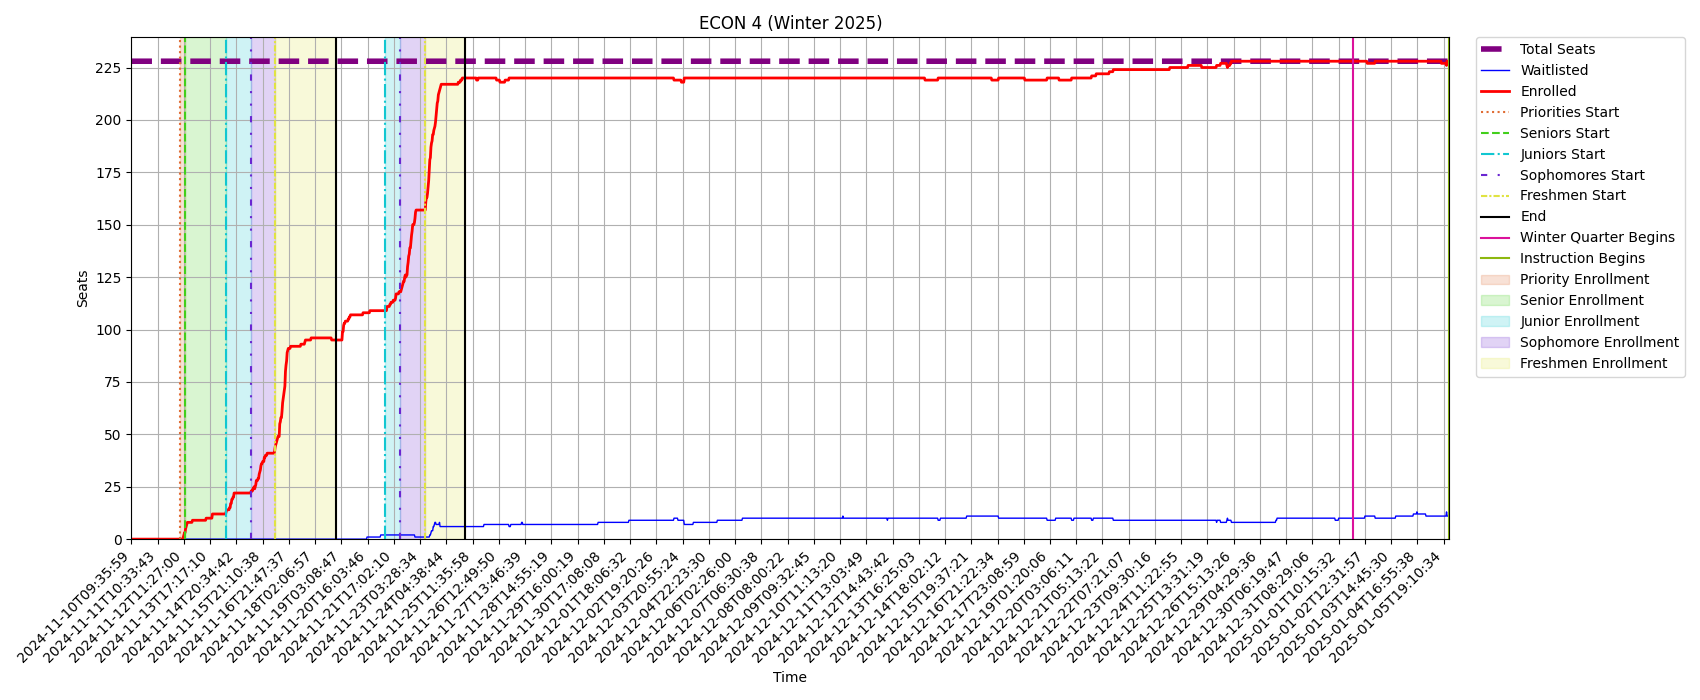 ECON 4 (Winter 2025)
Seats
225
200
175
150
125
100
75
50
25
0
2024-11-10T09:35:59
2024-11-11T10:33:43
2024-11-12T11:27:00
2024-11-13T17:17:10
2024-11-14T20:34:42
2024-11-15T21:10:38
2024-11-16T21:47:37
2024-11-18T02:06:57
2024-11-19T03:08:47
2024-11-20T16:03:46
2024-11-21T17:02:10
2024-11-23T03:28:34
2024-11-24T04:38:44
2024-11-25T11:35:58
2024-11-26T12:49:50
2024-11-27T13:46:39
2024-11-28T14:55:19
2024-11-29T16:00:19
2024-11-30T17:08:08
2024-12-01T18:06:32
2024-12-02T19:20:26
2024-12-03T20:55:24
2024-12-04T22:23:30
2024-12-06T02:26:00
2024-12-07T06:30:38
2024-12-08T08:00:22
2024-12-09T09:32:45
2024-12-10T11:13:20
2024-12-11T13:03:49
2024-12-12T14:43:42
2024-12-13T16:25:03
2024-12-14T18:02:12
2024-12-15T19:37:21
2024-12-16T21:22:34
2024-12-17T23:08:59
2024-12-19T01:20:06
2024-12-20T03:06:11
2024-12-21T05:13:22
2024-12-22T07:21:07
2024-12-23T09:30:16
2024-12-24T11:22:55
2024-12-25T13:31:19
2024-12-26T15:13:26
2024-12-29T04:29:36
2024-12-30T06:19:47
2024-12-31T08:29:06
2025-01-01T10:15:32
2025-01-02T12:31:57
2025-01-03T14:45:30
2025-01-04T16:55:38
2025-01-05T19:10:34
Time
Total Seats
Waitlisted
Enrolled
Priorities Start
Seniors Start
Juniors Start
Sophomores Start
Freshmen Start
End
Winter Quarter Begins
Instruction Begins
Priority Enrollment
Senior Enrollment
Junior Enrollment
Sophomore Enrollment
Freshmen Enrollment